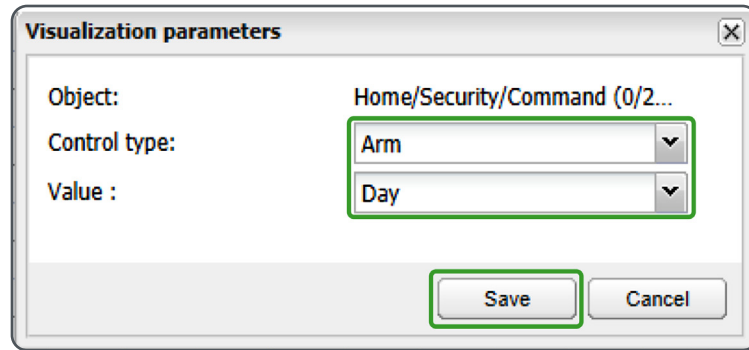 Visualization parameters
Object: Home/Security/Command (0/2...
Control type: Arm
Value : Day
Save Cancel